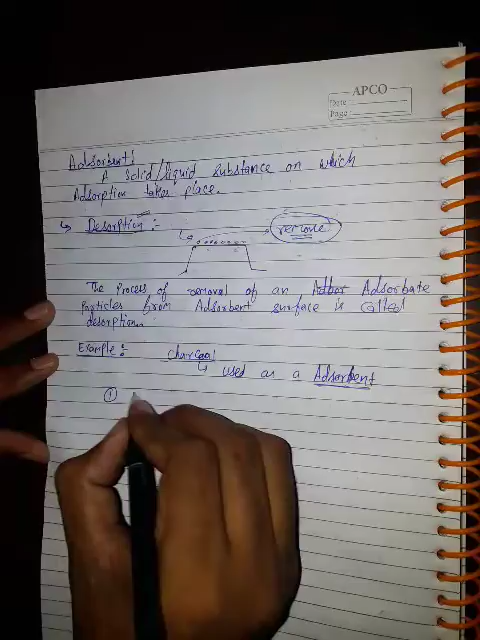 APCO
Date
Page
Adsorbent:
A solid/liquid substance on which
Adsorption takes place.
↳ Desorption :-
remove
The Process of removal of an Adsorbate
Particles from Adsorbent surface is called
desorption.
Example:
Charcoal
↳ used as a Adsorbent
①